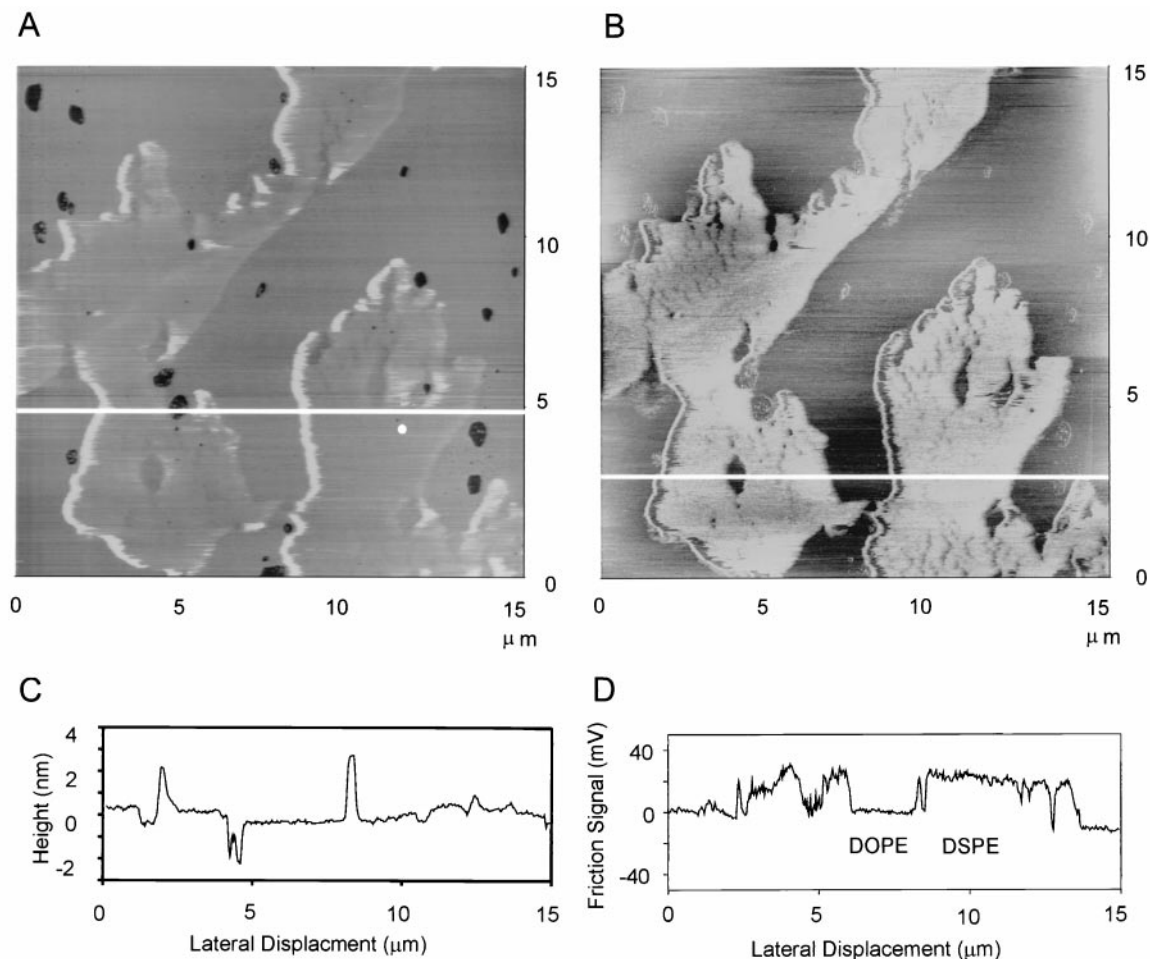 A
B
15
10
5
0
0 5 10 15
μ m
15
10
5
0
0 5 10 15
μ m
C
Height (nm)
4
2
0
-2
0 5 10 15
Lateral Displacment (μm)
D
Friction Signal (mV)
40
0
-40
DOPE DSPE
0 5 10 15
Lateral Displacement (μm)